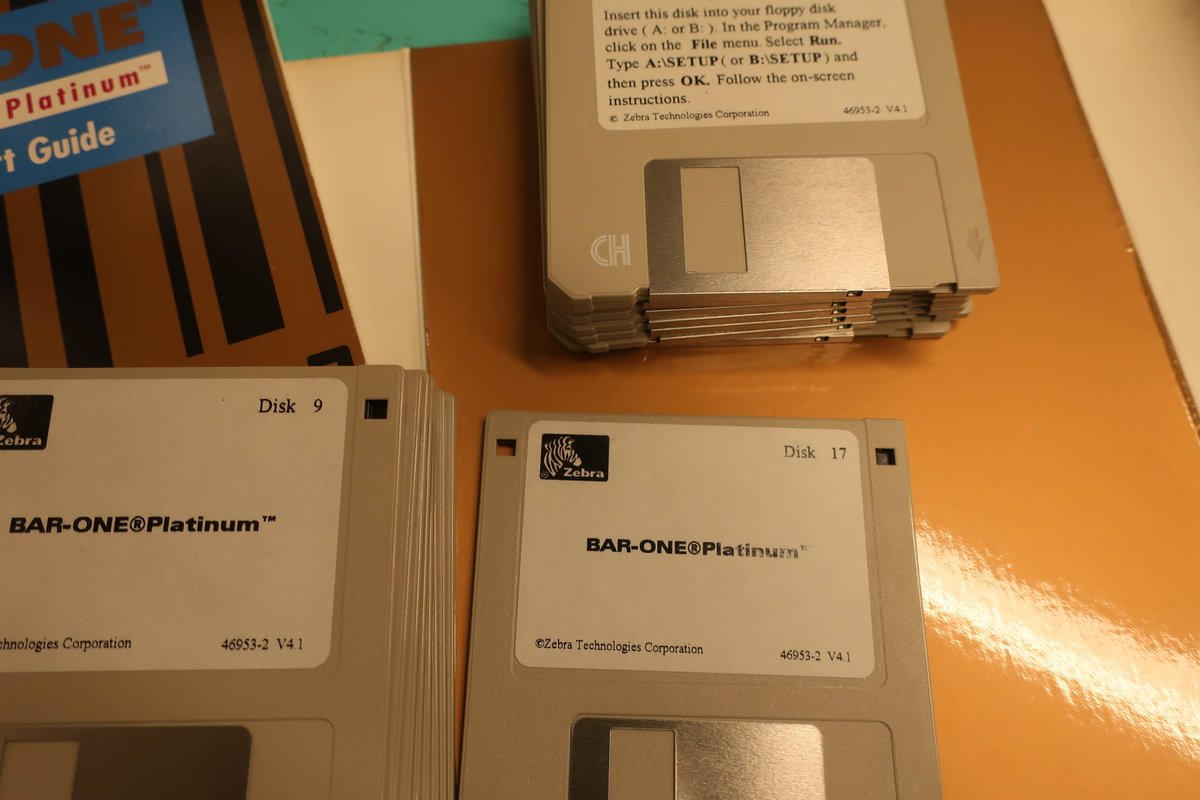 ONE®
Platinum™
rt Guide
Insert this disk into your floppy disk
drive ( A: or B: ). In the Program Manager,
click on the File menu. Select Run.
Type A:\SETUP ( or B:\SETUP ) and
then press OK. Follow the on-screen
instructions.
© Zebra Technologies Corporation 46953-2 V4.1
CH
Zebra
Disk 9
BAR-ONE®Platinum™
chnologies Corporation 46953-2 V4.1
Zebra
Disk 17
BAR-ONE®Platinum™
©Zebra Technologies Corporation 46953-2 V4.1